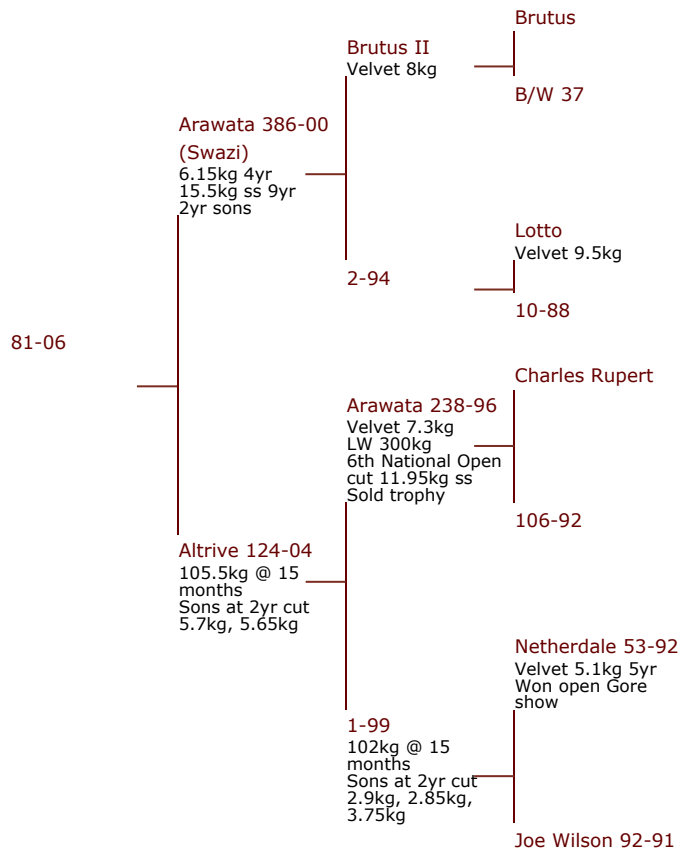 Brutus
Brutus II
Velvet 8kg
B/W 37
Arawata 386-00
(Swazi)
6.15kg 4yr
15.5kg ss 9yr
2yr sons
Lotto
Velvet 9.5kg
2-94
10-88
81-06
Charles Rupert
Arawata 238-96
Velvet 7.3kg
LW 300kg
6th National Open
cut 11.95kg ss
Sold trophy
106-92
Altrive 124-04
105.5kg @ 15
months
Sons at 2yr cut
5.7kg, 5.65kg
Netherdale 53-92
Velvet 5.1kg 5yr
Won open Gore
show
1-99
102kg @ 15
months
Sons at 2yr cut
2.9kg, 2.85kg,
3.75kg
Joe Wilson 92-91